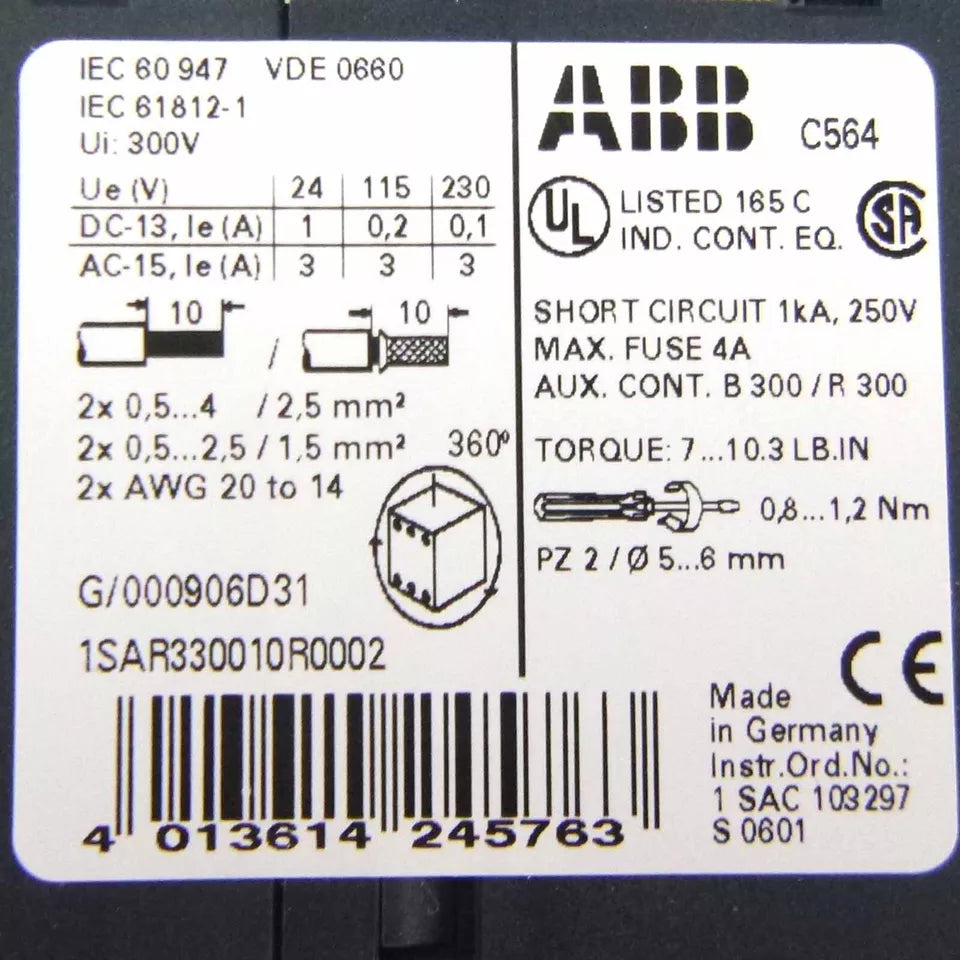 IEC 60 947 VDE 0660
IEC 61812-1
Ui: 300V
Ue (V) 24 115 230
DC-13, Ie (A) 1 0,2 0,1
AC-15, Ie (A) 3 3 3
10 / 10
2x 0,5...4 / 2,5 mm²
2x 0,5...2,5 / 1,5 mm²
2x AWG 20 to 14
360°
G/000906D31
1SAR330010R0002
4 013614 245763
ABB C564
UL LISTED 165 C SA
IND. CONT. EQ.
SHORT CIRCUIT 1kA, 250V
MAX. FUSE 4A
AUX. CONT. B 300 / R 300
TORQUE: 7...10.3 LB.IN
0,8...1,2 Nm
PZ 2 / Ø 5...6 mm
CE
Made
in Germany
Instr.Ord.No.:
1 SAC 103297
S 0601